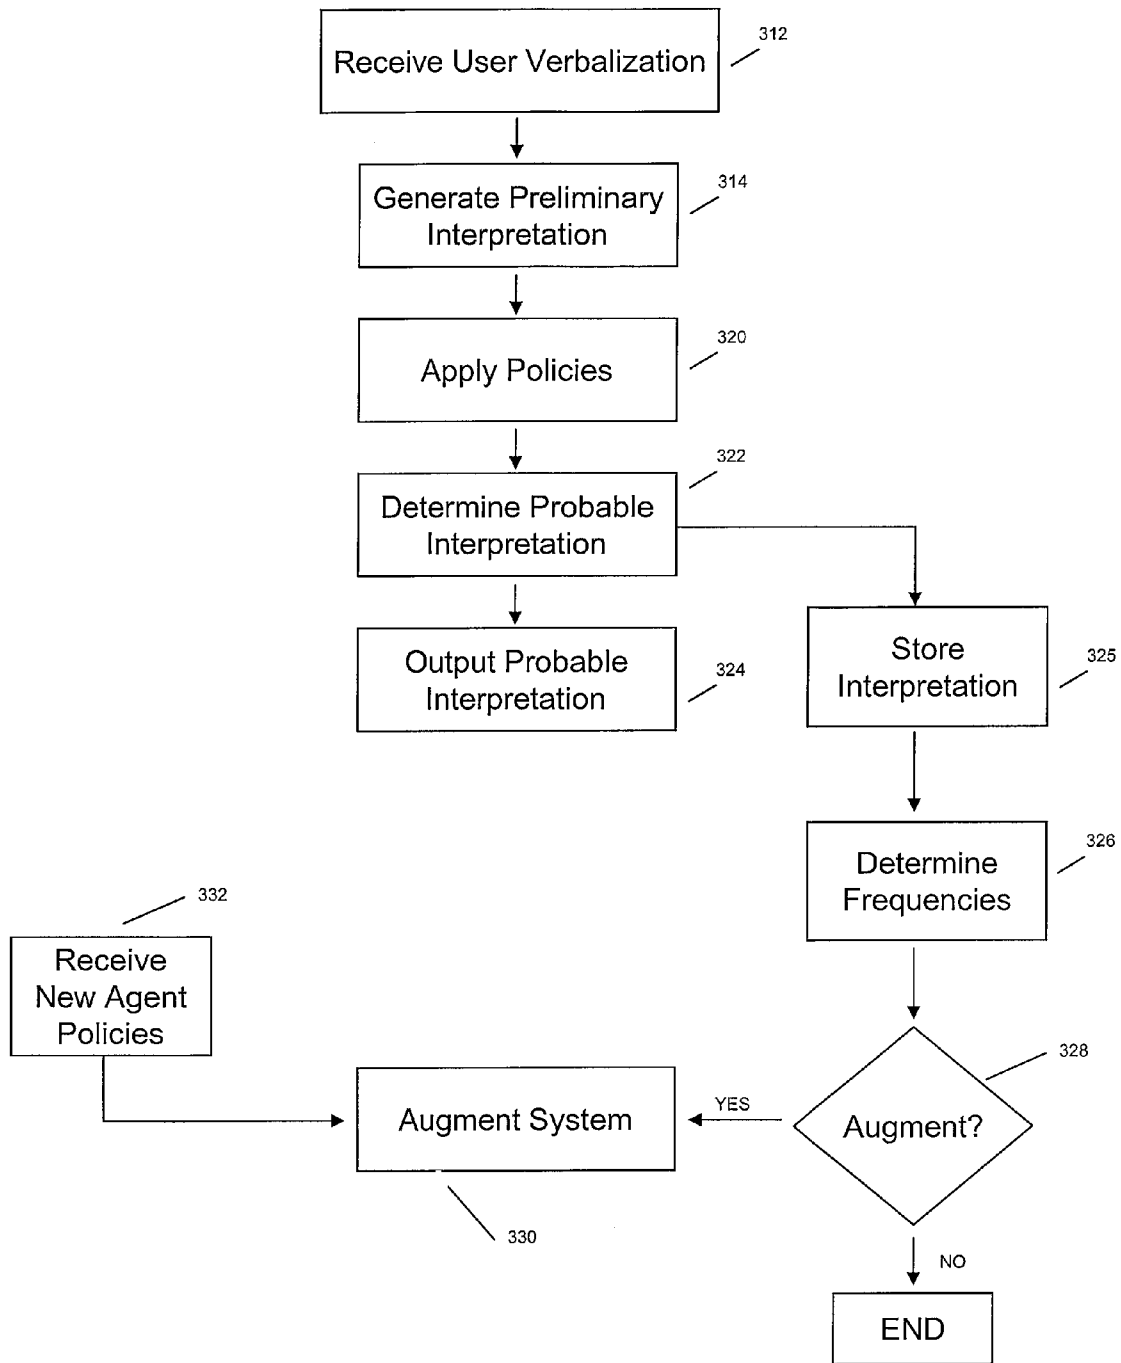 Receive User Verbalization
312
Generate Preliminary
Interpretation
314
Apply Policies
320
Determine Probable
Interpretation
322
Output Probable
Interpretation
324
Store
Interpretation
325
Determine
Frequencies
326
332
Receive
New Agent
Policies
328
Augment?
YES
Augment System
330
NO
END